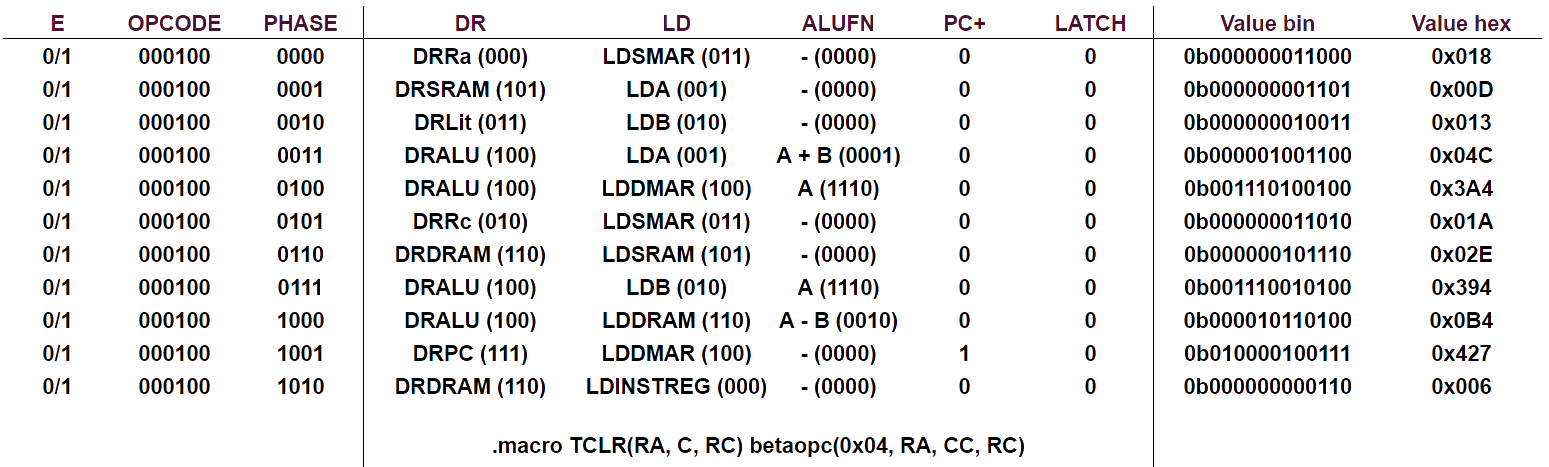 E OPCODE PHASE DR LD ALUFN PC+ LATCH Value bin Value hex
0/1 000100 0000 DRRa (000) LDSMAR (011) - (0000) 0 0 0b000000011000 0x018
0/1 000100 0001 DRSRAM (101) LDA (001) - (0000) 0 0 0b000000001101 0x00D
0/1 000100 0010 DRLit (011) LDB (010) - (0000) 0 0 0b000000010011 0x013
0/1 000100 0011 DRALU (100) LDA (001) A + B (0001) 0 0 0b000001001100 0x04C
0/1 000100 0100 DRALU (100) LDDMAR (100) A (1110) 0 0 0b001110100100 0x3A4
0/1 000100 0101 DRRc (010) LDSMAR (011) - (0000) 0 0 0b000000011010 0x01A
0/1 000100 0110 DRDRAM (110) LDSRAM (101) - (0000) 0 0 0b000000101110 0x02E
0/1 000100 0111 DRALU (100) LDB (010) A (1110) 0 0 0b001110010100 0x394
0/1 000100 1000 DRALU (100) LDDRAM (110) A - B (0010) 0 0 0b000010110100 0x0B4
0/1 000100 1001 DRPC (111) LDDMAR (100) - (0000) 1 0 0b010000100111 0x427
0/1 000100 1010 DRDRAM (110) LDINSTREG (000) - (0000) 0 0 0b000000000110 0x006
.macro TCLR(RA, C, RC) betaopc(0x04, RA, CC, RC)